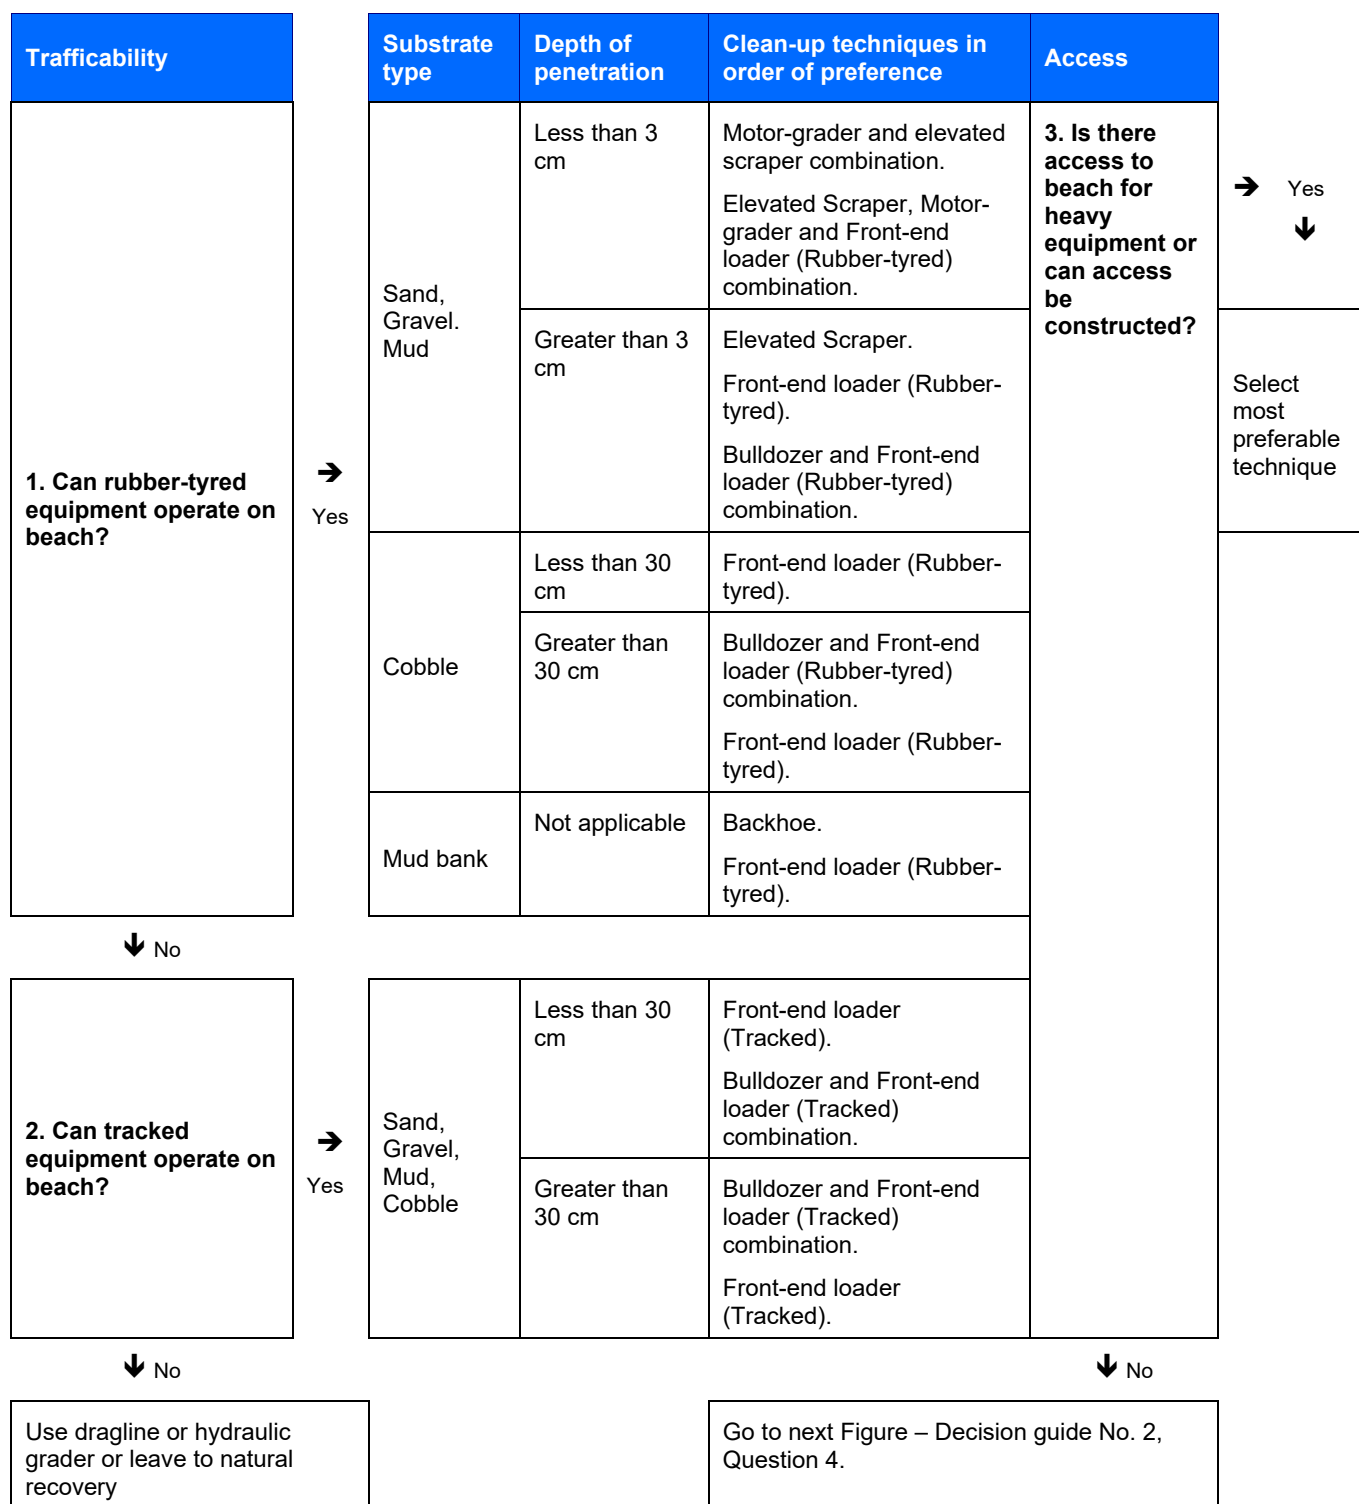 Trafficability
Substrate
type
Depth of
penetration
Clean-up techniques in
order of preference
Access
1. Can rubber-tyred
equipment operate on
beach?
➔
Yes
Sand,
Gravel.
Mud
Less than 3
cm
Motor-grader and elevated
scraper combination.
Elevated Scraper, Motor-
grader and Front-end
loader (Rubber-tyred)
combination.
Greater than 3
cm
Elevated Scraper.
Front-end loader (Rubber-
tyred).
Bulldozer and Front-end
loader (Rubber-tyred)
combination.
Cobble
Less than 30
cm
Front-end loader (Rubber-
tyred).
Greater than
30 cm
Bulldozer and Front-end
loader (Rubber-tyred)
combination.
Front-end loader (Rubber-
tyred).
Mud bank
Not applicable
Backhoe.
Front-end loader (Rubber-
tyred).
3. Is there
access to
beach for
heavy
equipment or
can access
be
constructed?
➔ Yes
🡻
Select
most
preferable
technique
🡻 No
2. Can tracked
equipment operate on
beach?
➔
Yes
Sand,
Gravel,
Mud,
Cobble
Less than 30
cm
Front-end loader
(Tracked).
Bulldozer and Front-end
loader (Tracked)
combination.
Greater than
30 cm
Bulldozer and Front-end
loader (Tracked)
combination.
Front-end loader
(Tracked).
🡻 No
🡻 No
Use dragline or hydraulic
grader or leave to natural
recovery
Go to next Figure – Decision guide No. 2,
Question 4.